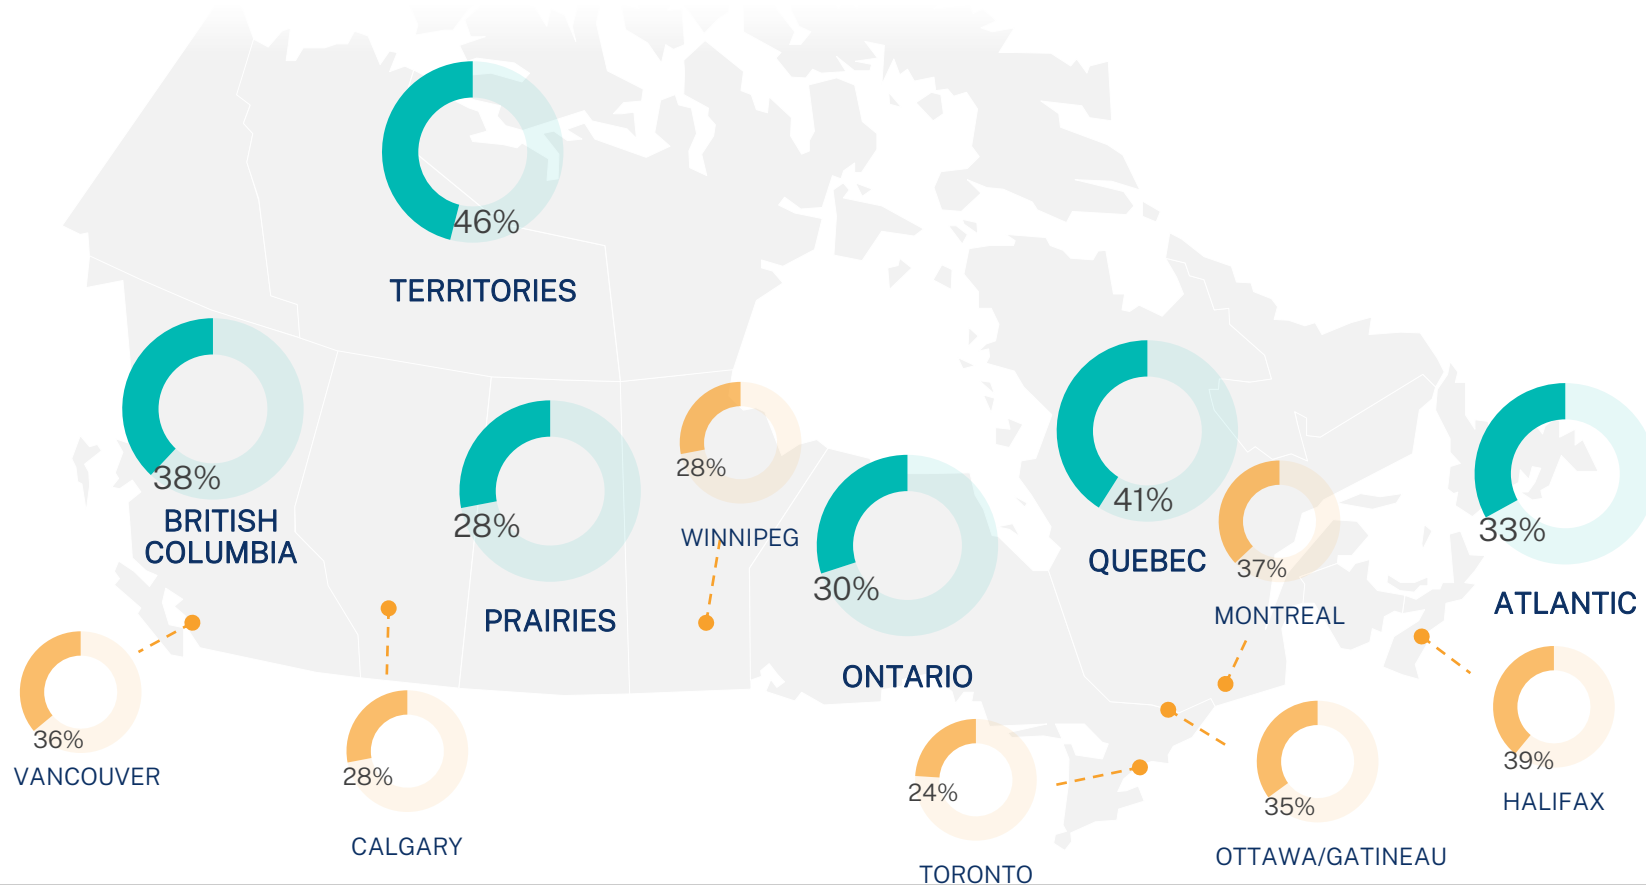 46%
TERRITORIES
38%
BRITISH
COLUMBIA
28%
PRAIRIES
28%
WINNIPEG
30%
ONTARIO
41%
QUEBEC
37%
MONTREAL
33%
ATLANTIC
36%
VANCOUVER
28%
CALGARY
24%
TORONTO
35%
OTTAWA/GATINEAU
39%
HALIFAX